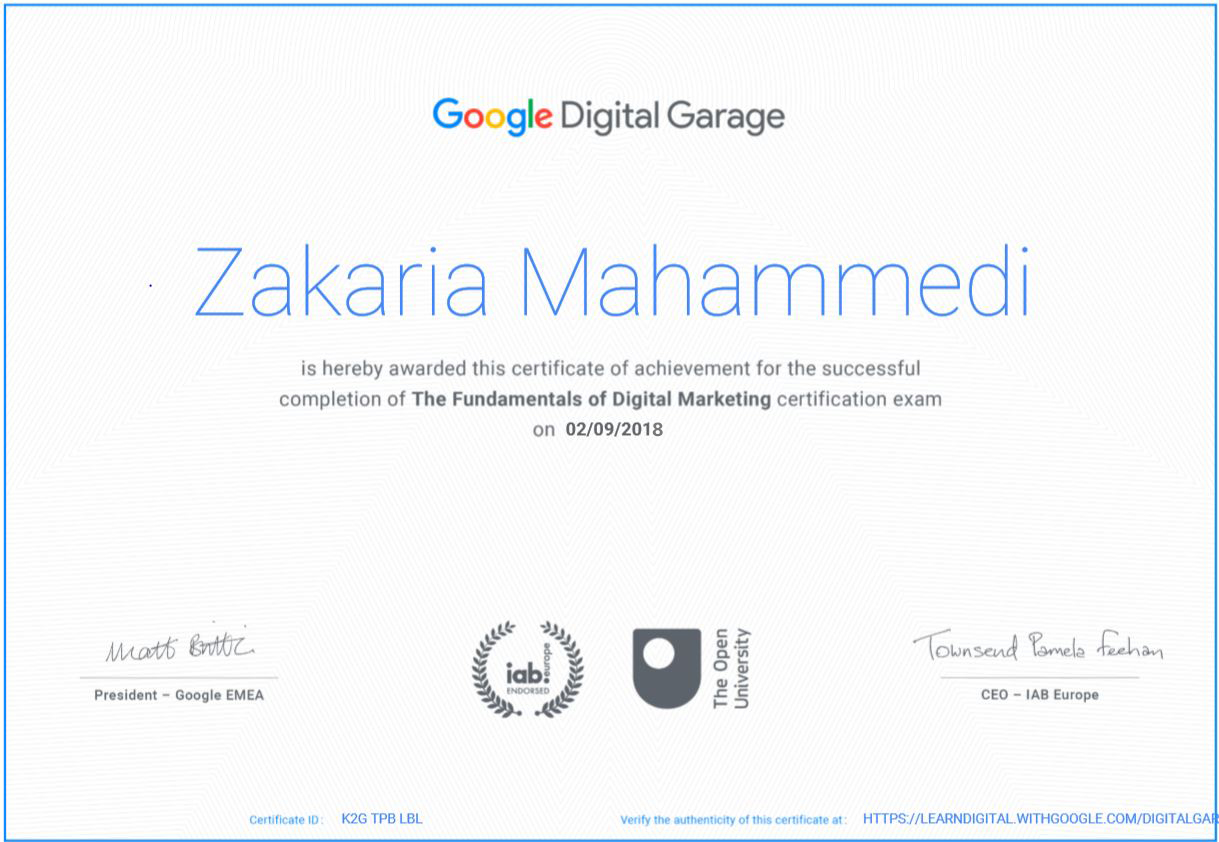 Google Digital Garage
Zakaria Mahammedi
is hereby awarded this certificate of achievement for the successful
completion of The Fundamentals of Digital Marketing certification exam
on 02/09/2018
Matt Brittin
President – Google EMEA
iab europe
ENDORSED
The Open
University
Townsend Pamela Feehan
CEO – IAB Europe
Certificate ID : K2G TPB LBL
Verify the authenticity of this certificate at : HTTPS://LEARNDIGITAL.WITHGOOGLE.COM/DIGITALGAR